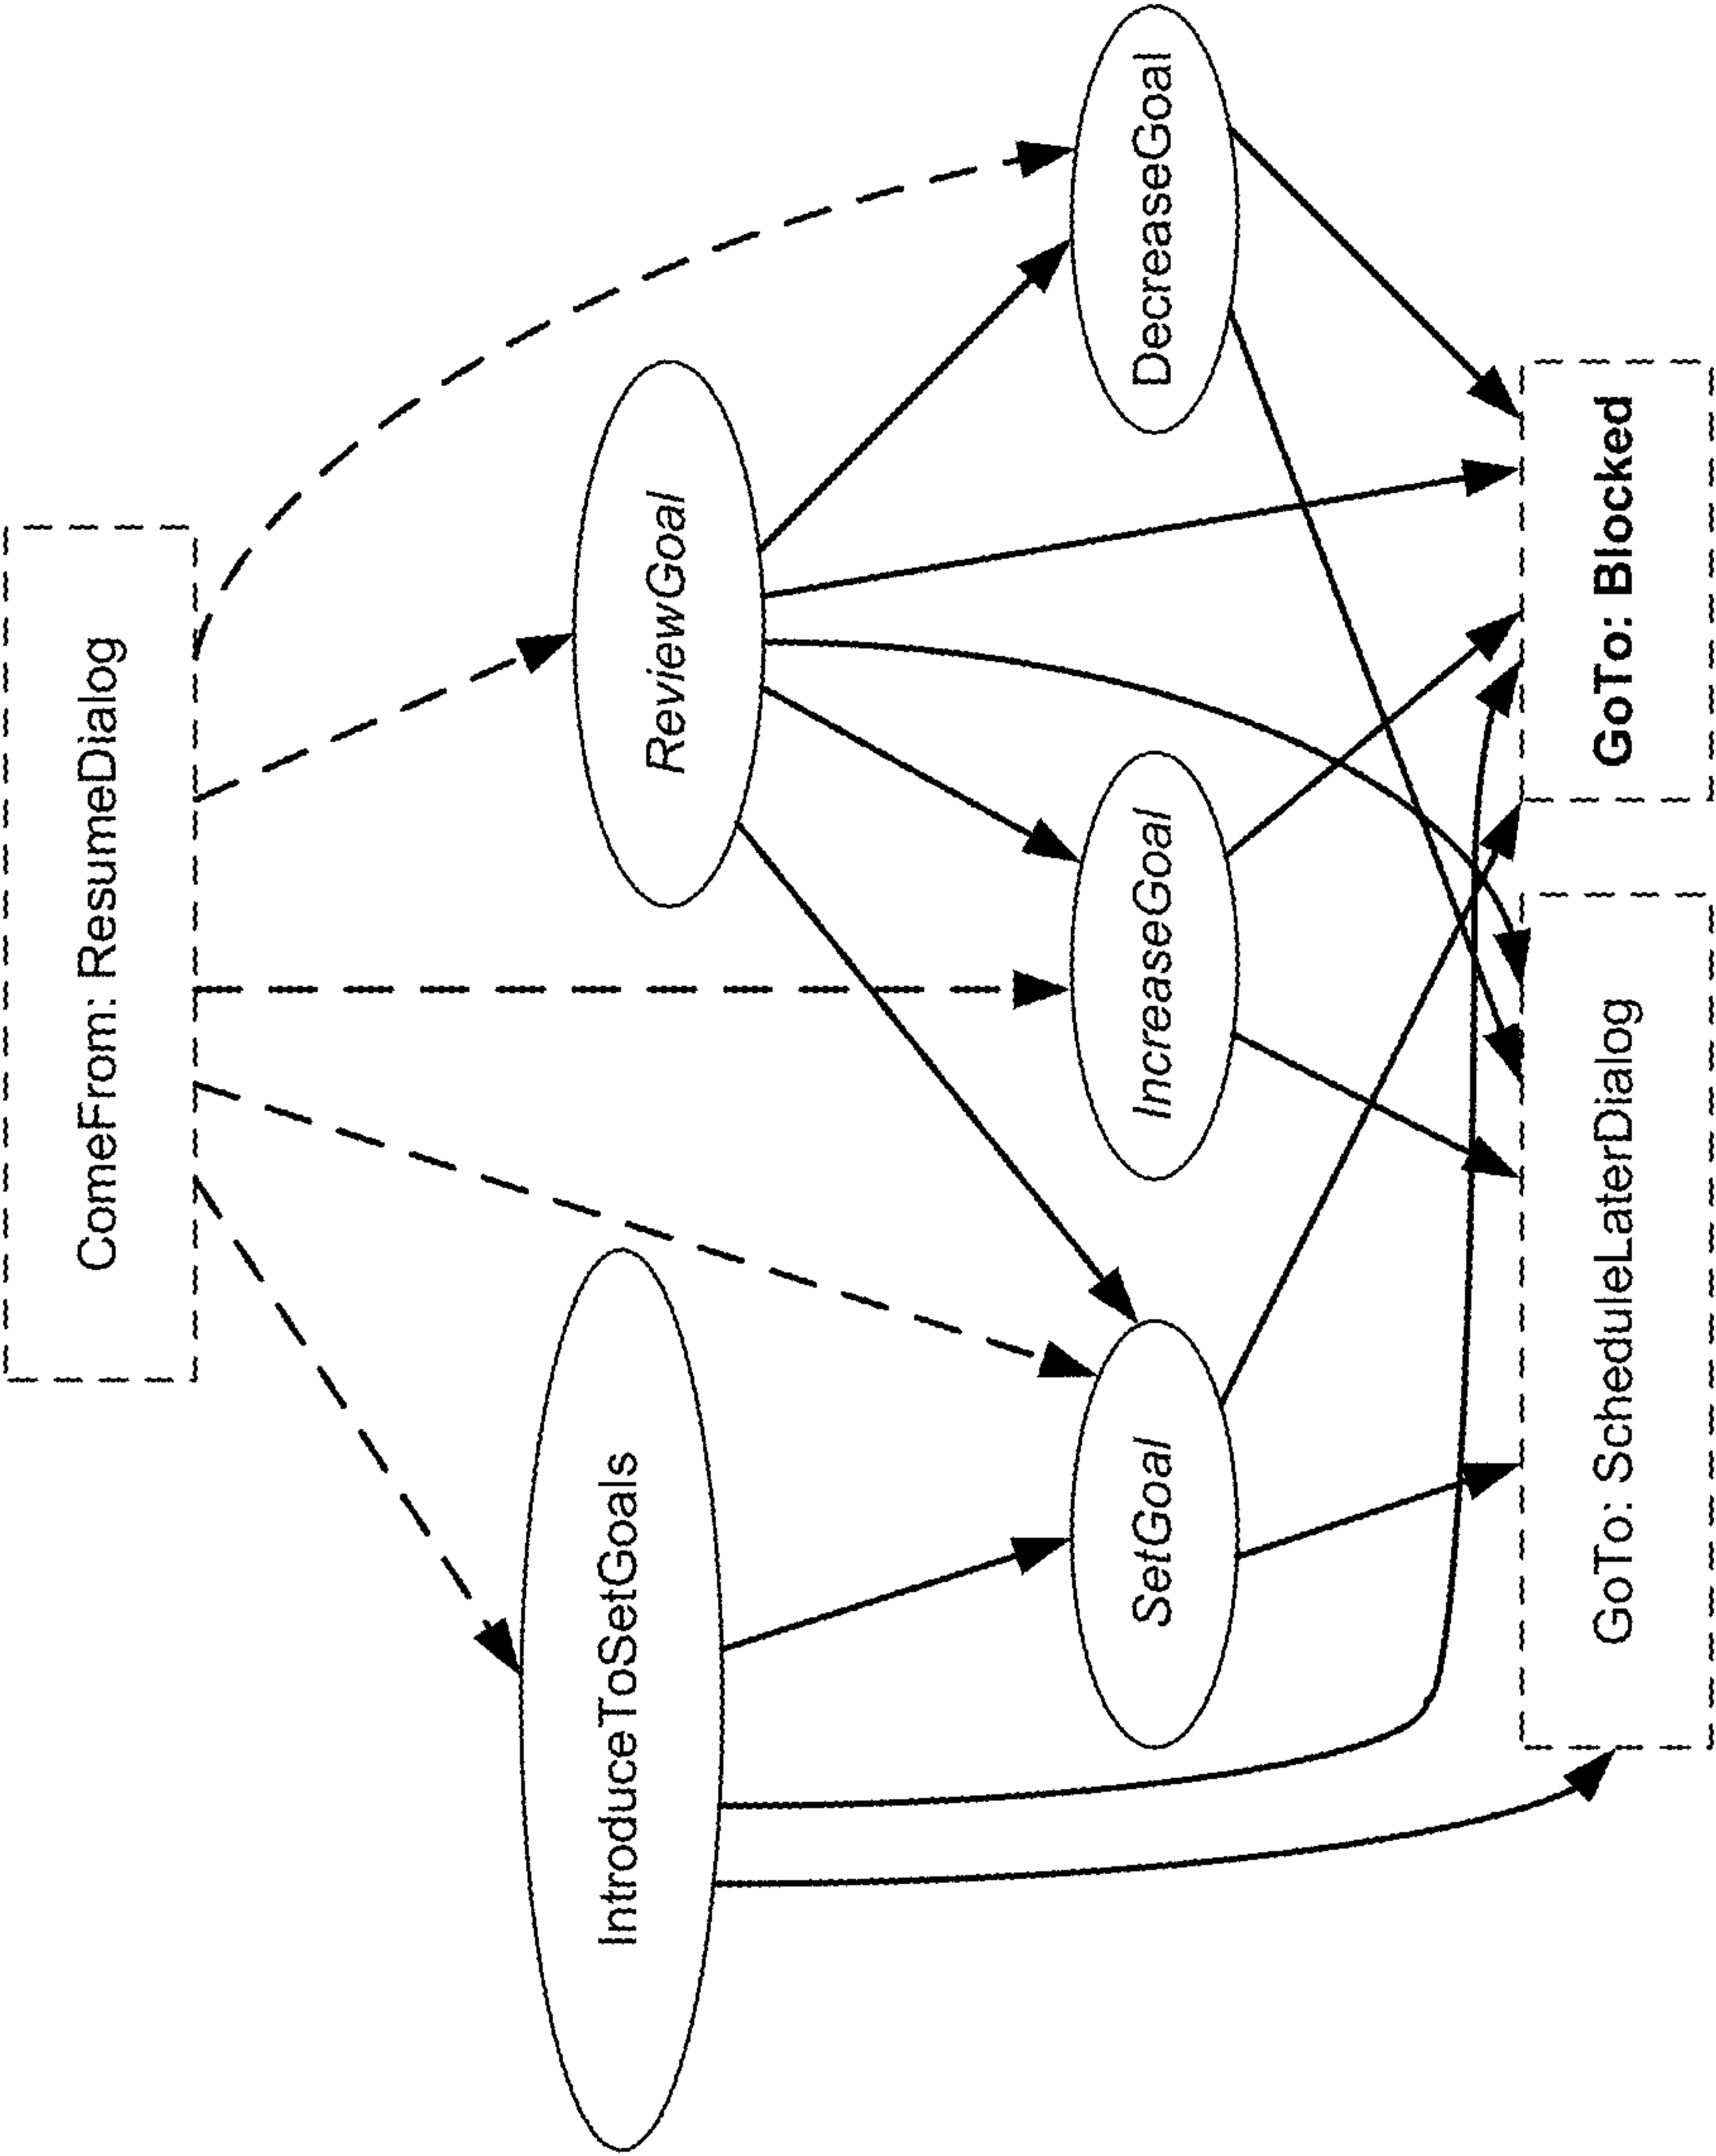 ComeFrom: ResumeDialog
IntroduceToSetGoals
ReviewGoal
SetGoal
IncreaseGoal
DecreaseGoal
GoTo: ScheduleLaterDialog
GoTo: Blocked